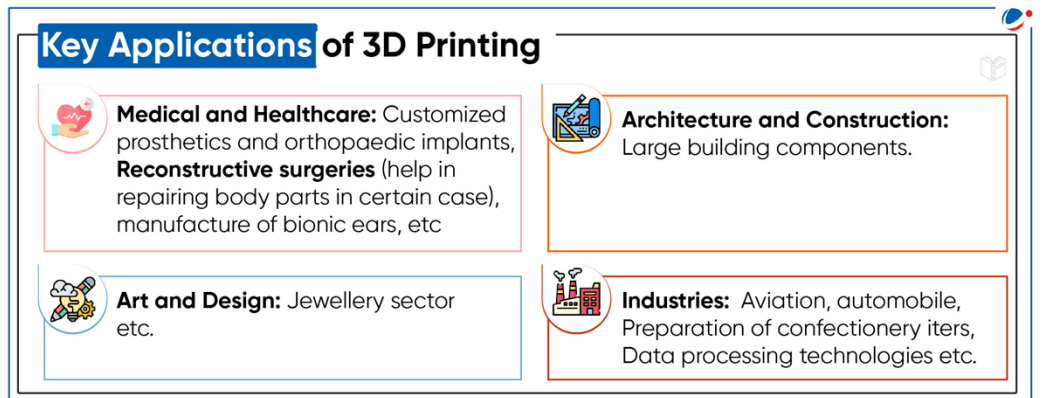 Key Applications of 3D Printing
Medical and Healthcare: Customized
prosthetics and orthopaedic implants,
Reconstructive surgeries (help in
repairing body parts in certain case),
manufacture of bionic ears, etc
Architecture and Construction:
Large building components.
Art and Design: Jewellery sector
etc.
Industries: Aviation, automobile,
Preparation of confectionery iters,
Data processing technologies etc.